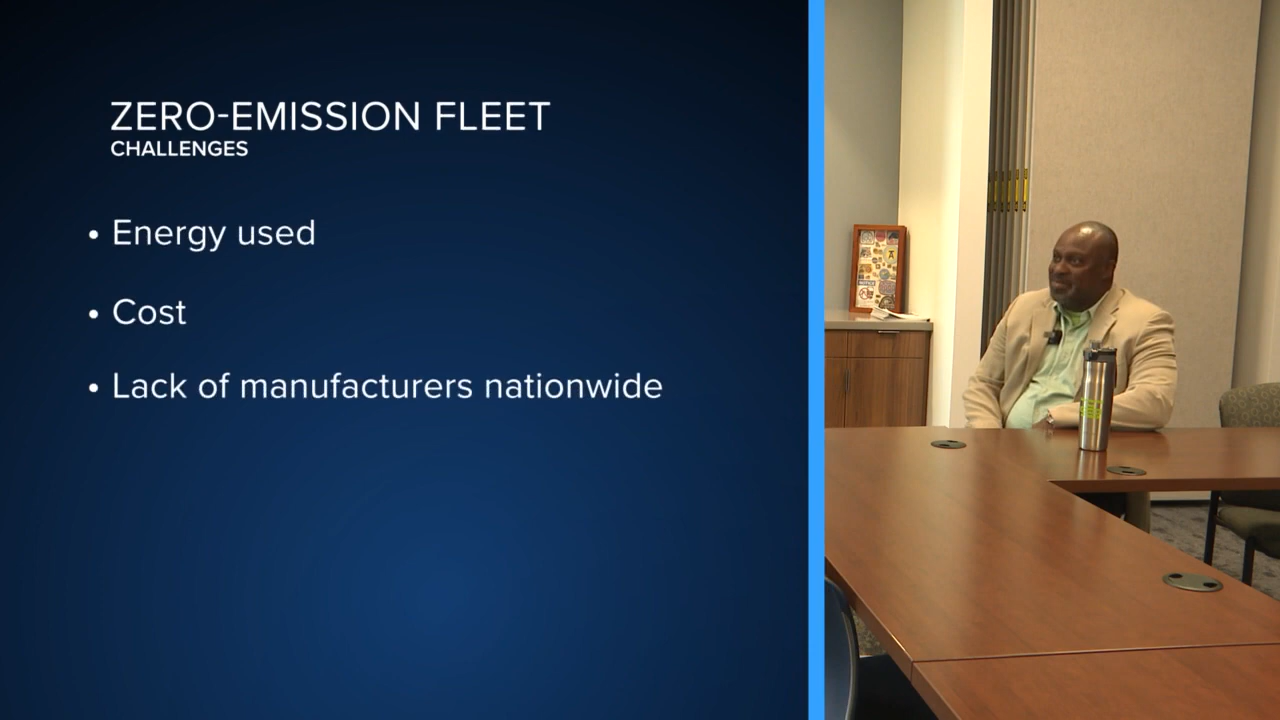 ZERO-EMISSION FLEET
CHALLENGES
• Energy used
• Cost
• Lack of manufacturers nationwide